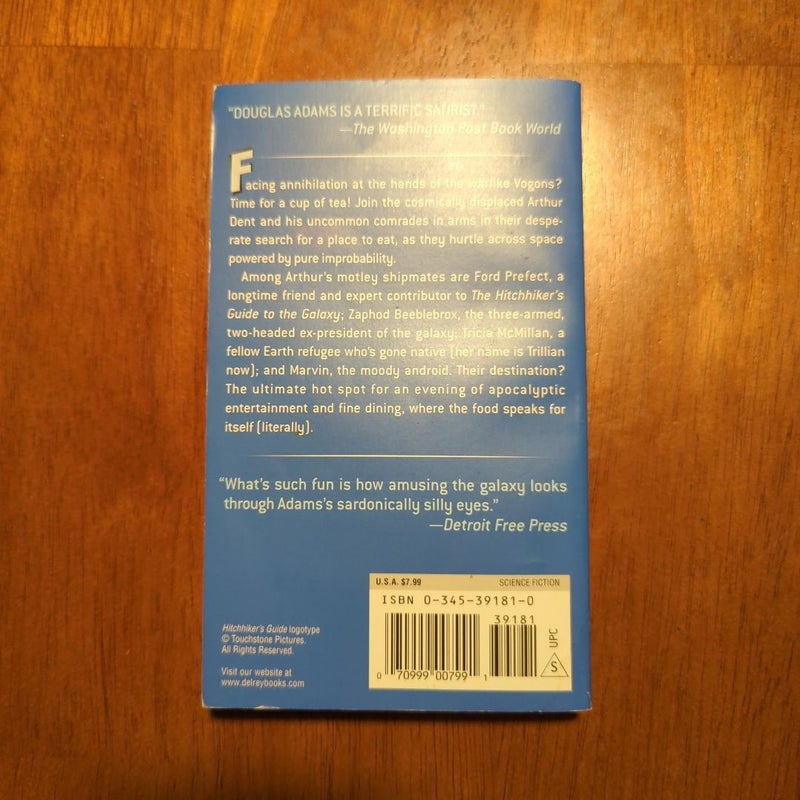 "DOUGLAS ADAMS IS A TERRIFIC SATIRIST."
—The Washington Post Book World
Facing annihilation at the hands of the warlike Vogons?
Time for a cup of tea! Join the cosmically displaced Arthur
Dent and his uncommon comrades in arms in their despe-
rate search for a place to eat, as they hurtle across space
powered by pure improbability.
Among Arthur's motley shipmates are Ford Prefect, a
longtime friend and expert contributor to The Hitchhiker's
Guide to the Galaxy; Zaphod Beeblebrox, the three-armed,
two-headed ex-president of the galaxy; Tricia McMillan, a
fellow Earth refugee who's gone native (her name is Trillian
now); and Marvin, the moody android. Their destination?
The ultimate hot spot for an evening of apocalyptic
entertainment and fine dining, where the food speaks for
itself (literally).
"What's such fun is how amusing the galaxy looks
through Adams's sardonically silly eyes."
—Detroit Free Press
U.S.A. $7.99 SCIENCE FICTION
ISBN 0-345-39181-0
39181
UPC
S
0 70999 00799 1
Hitchhiker's Guide logotype
© Touchstone Pictures.
All Rights Reserved.
Visit our website at
www.delreybooks.com